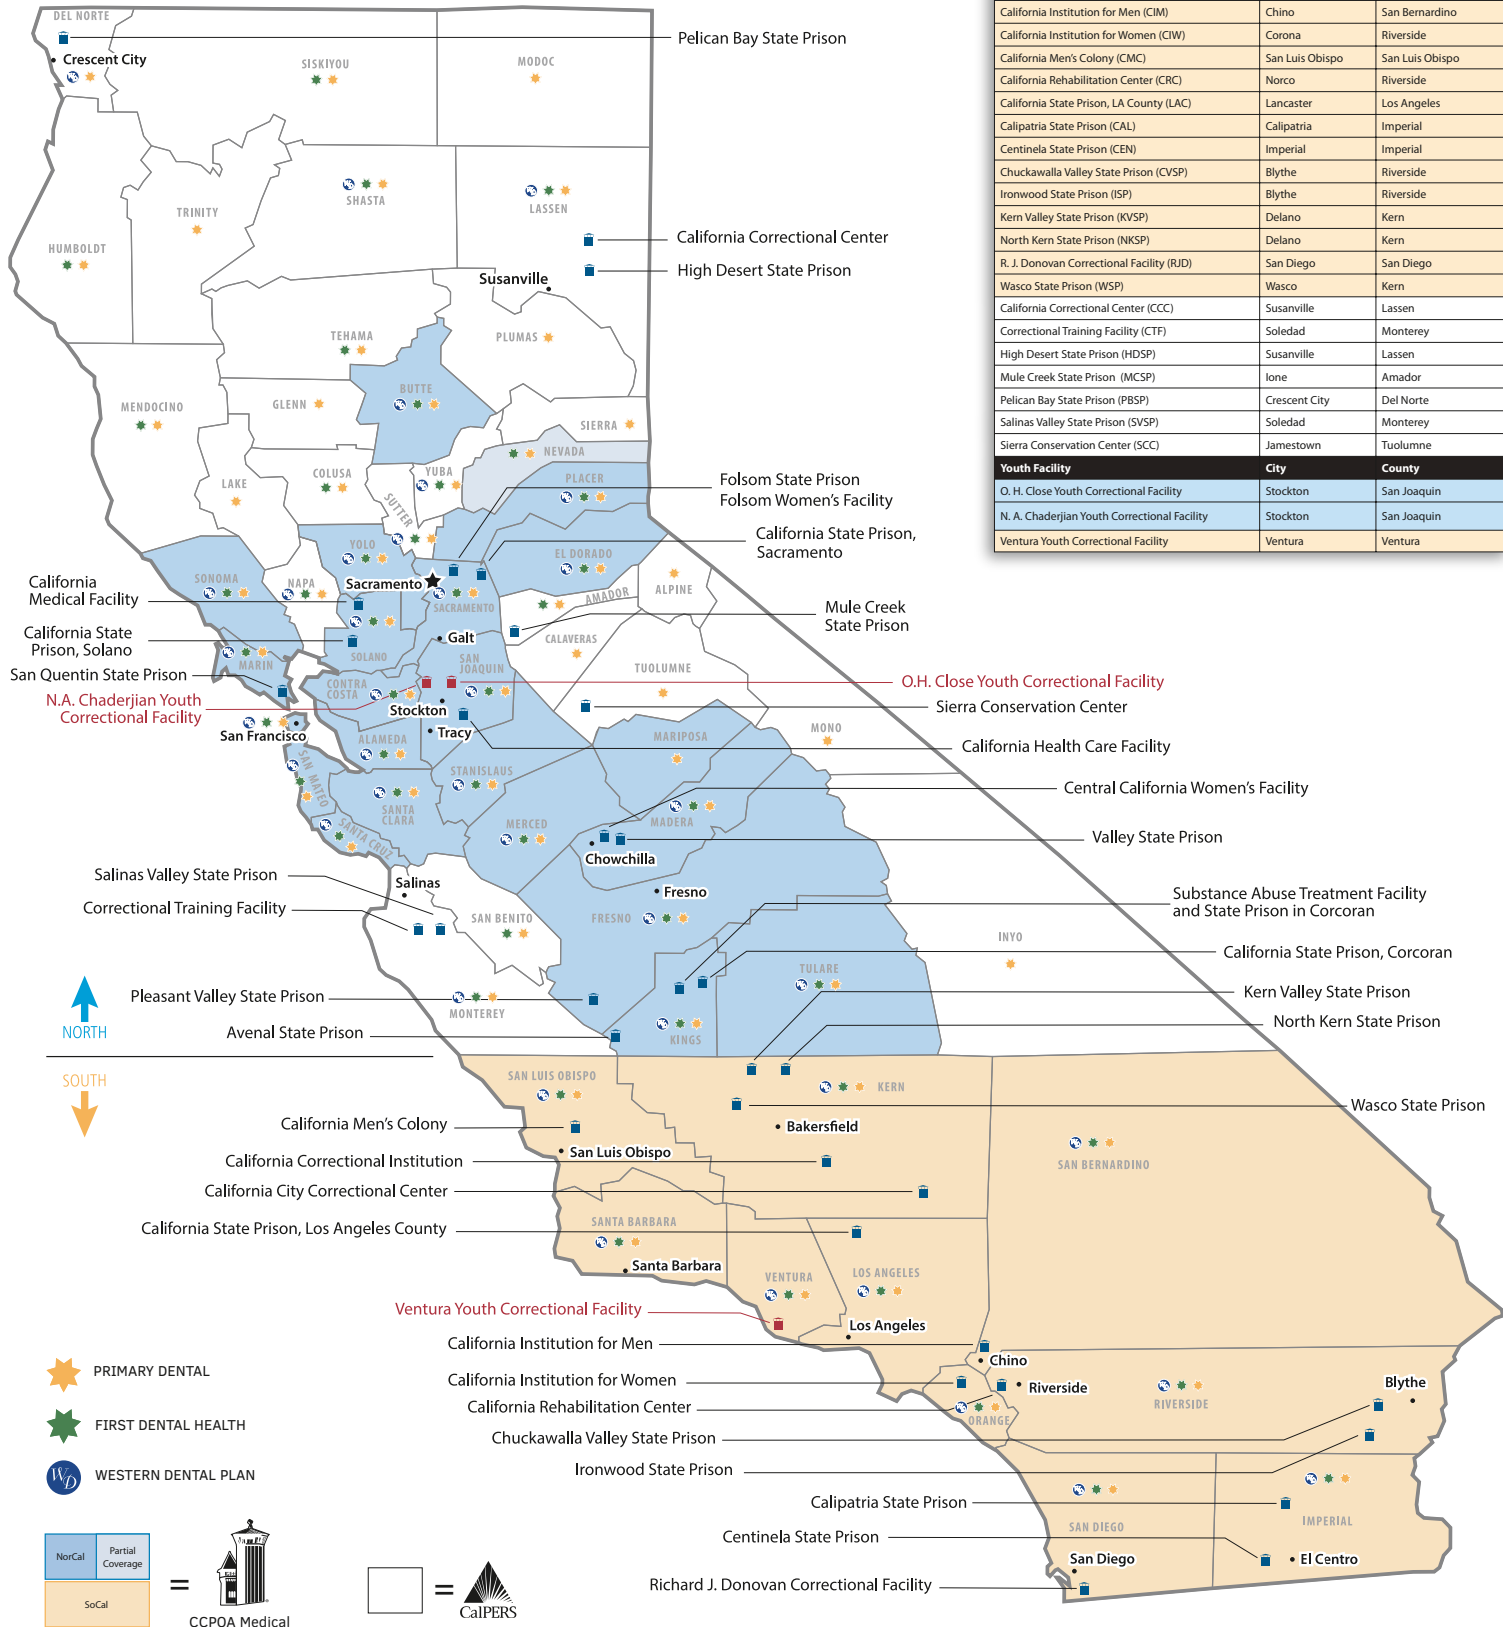 DEL NORTE
Pelican Bay State Prison
Crescent City
SISKIYOU
MODOC
California Institution for Men (CIM) Chino San Bernardino
California Institution for Women (CIW) Corona Riverside
California Men's Colony (CMC) San Luis Obispo San Luis Obispo
California Rehabilitation Center (CRC) Norco Riverside
California State Prison, LA County (LAC) Lancaster Los Angeles
Calipatria State Prison (CAL) Calipatria Imperial
Centinela State Prison (CEN) Imperial Imperial
Chuckawalla Valley State Prison (CVSP) Blythe Riverside
Ironwood State Prison (ISP) Blythe Riverside
Kern Valley State Prison (KVSP) Delano Kern
North Kern State Prison (NKSP) Delano Kern
R. J. Donovan Correctional Facility (RJD) San Diego San Diego
Wasco State Prison (WSP) Wasco Kern
California Correctional Center (CCC) Susanville Lassen
Correctional Training Facility (CTF) Soledad Monterey
High Desert State Prison (HDSP) Susanville Lassen
Mule Creek State Prison (MCSP) Ione Amador
Pelican Bay State Prison (PBSP) Crescent City Del Norte
Salinas Valley State Prison (SVSP) Soledad Monterey
Sierra Conservation Center (SCC) Jamestown Tuolumne
Youth Facility City County
O. H. Close Youth Correctional Facility Stockton San Joaquin
N. A. Chaderjian Youth Correctional Facility Stockton San Joaquin
Ventura Youth Correctional Facility Ventura Ventura
SHASTA
LASSEN
TRINITY
HUMBOLDT
California Correctional Center
High Desert State Prison
Susanville
TEHAMA
PLUMAS
BUTTE
GLENN
MENDOCINO
SIERRA
NEVADA
COLUSA
YUBA
LAKE
SUTTER
PLACER
Folsom State Prison
Folsom Women's Facility
California State Prison,
Sacramento
YOLO
EL DORADO
SONOMA
NAPA
Sacramento
SACRAMENTO
AMADOR
ALPINE
California
Medical Facility
Mule Creek
State Prison
California State
Prison, Solano
Galt
CALAVERAS
MARIN
SOLANO
SAN
JOAQUIN
TUOLUMNE
San Quentin State Prison
CONTRA
COSTA
O.H. Close Youth Correctional Facility
N.A. Chaderjian Youth
Correctional Facility
Stockton
Sierra Conservation Center
San Francisco
Tracy
ALAMEDA
MARIPOSA
MONO
California Health Care Facility
SAN MATEO
STANISLAUS
Central California Women's Facility
SANTA
CLARA
SANTA CRUZ
MERCED
MADERA
Valley State Prison
Chowchilla
Salinas Valley State Prison
Salinas
Fresno
Substance Abuse Treatment Facility
and State Prison in Corcoran
Correctional Training Facility
SAN BENITO
FRESNO
INYO
California State Prison, Corcoran
TULARE
Kern Valley State Prison
Pleasant Valley State Prison
MONTEREY
NORTH
North Kern State Prison
Avenal State Prison
KINGS
SOUTH
SAN LUIS OBISPO
KERN
Wasco State Prison
California Men's Colony
Bakersfield
San Luis Obispo
California Correctional Institution
SAN BERNARDINO
California City Correctional Center
SANTA BARBARA
California State Prison, Los Angeles County
Santa Barbara
VENTURA
LOS ANGELES
Ventura Youth Correctional Facility
Los Angeles
California Institution for Men
Chino
California Institution for Women
Riverside
Blythe
California Rehabilitation Center
ORANGE
RIVERSIDE
Chuckawalla Valley State Prison
Ironwood State Prison
Calipatria State Prison
SAN DIEGO
IMPERIAL
Centinela State Prison
San Diego
El Centro
Richard J. Donovan Correctional Facility
PRIMARY DENTAL
FIRST DENTAL HEALTH
WD
WESTERN DENTAL PLAN
NorCal
Partial
Coverage
SoCal
=
CCPOA Medical
=
CalPERS